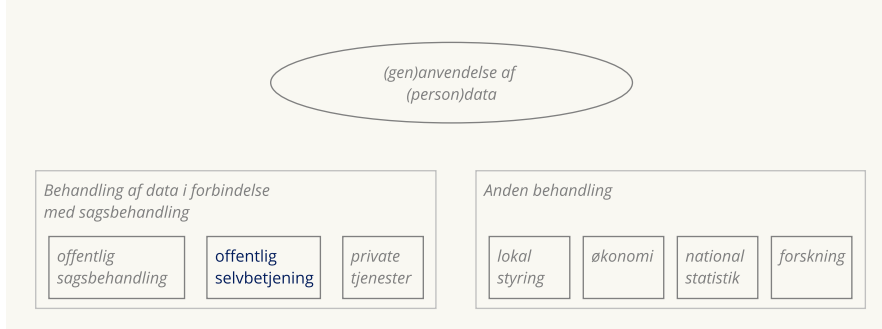 (gen)anvendelse af
(person)data
Behandling af data i forbindelse
med sagsbehandling
offentlig
sagsbehandling
offentlig
selvbetjening
private
tjenester
Anden behandling
lokal
styring
økonomi
national
statistik
forskning